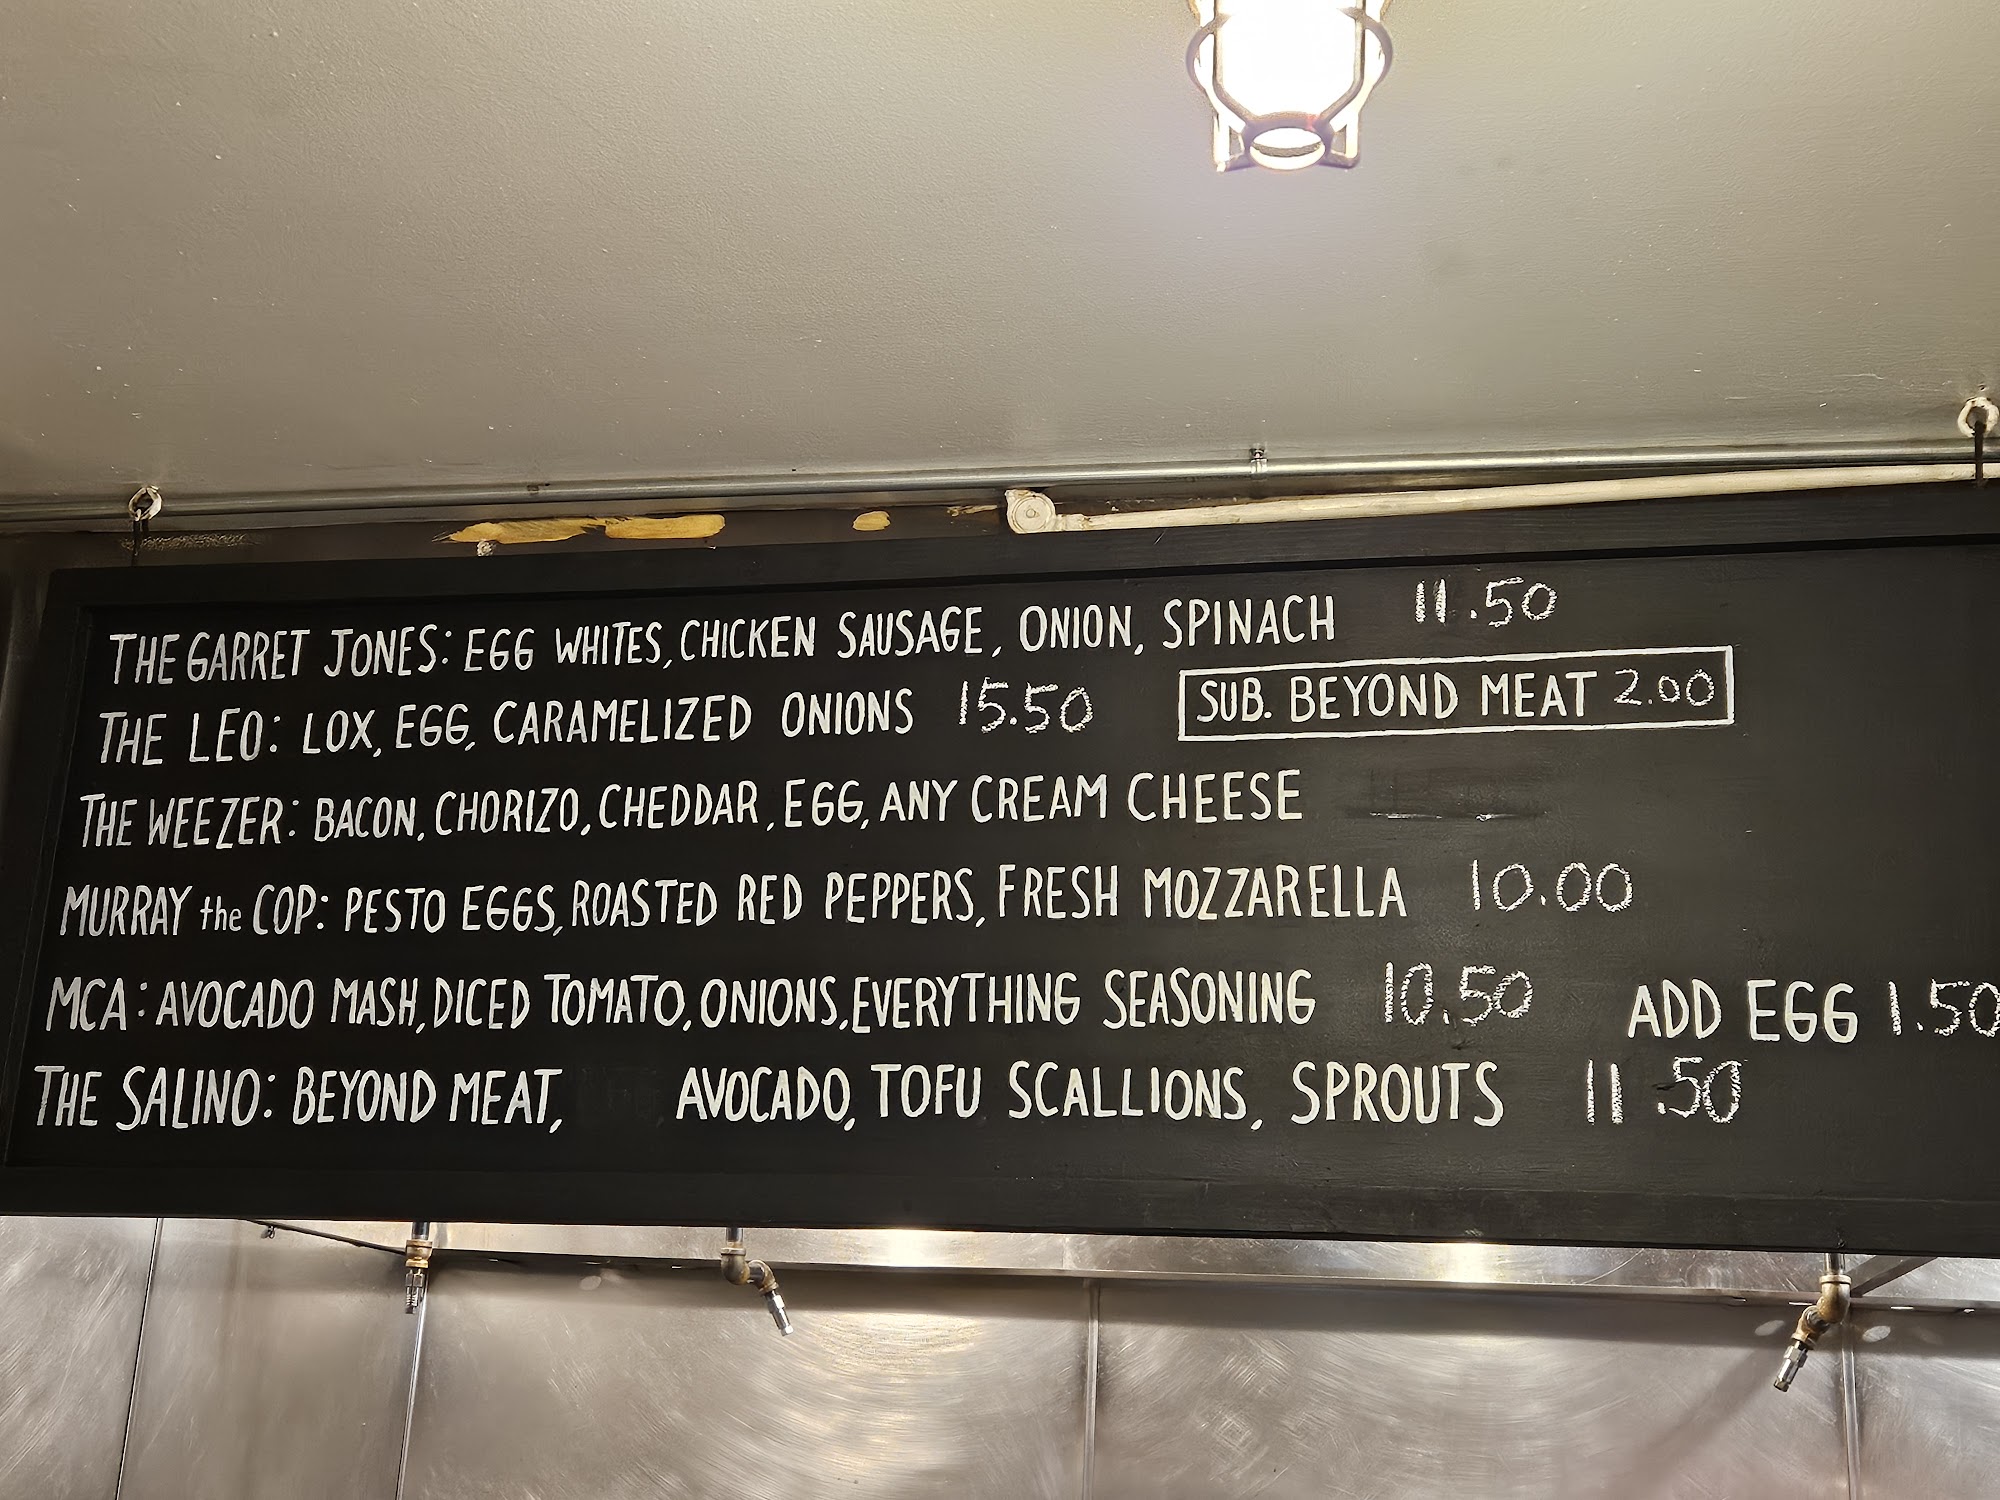 THE GARRET JONES: EGG WHITES, CHICKEN SAUSAGE, ONION, SPINACH 11.50
THE LEO: LOX, EGG, CARAMELIZED ONIONS 15.50
SUB. BEYOND MEAT 2.00
THE WEEZER: BACON, CHORIZO, CHEDDAR, EGG, ANY CREAM CHEESE
MURRAY the COP: PESTO EGGS, ROASTED RED PEPPERS, FRESH MOZZARELLA 10.00
MCA: AVOCADO MASH, DICED TOMATO, ONIONS, EVERYTHING SEASONING 10.50
ADD EGG 1.50
THE SALINO: BEYOND MEAT, AVOCADO, TOFU SCALLIONS, SPROUTS 11.50